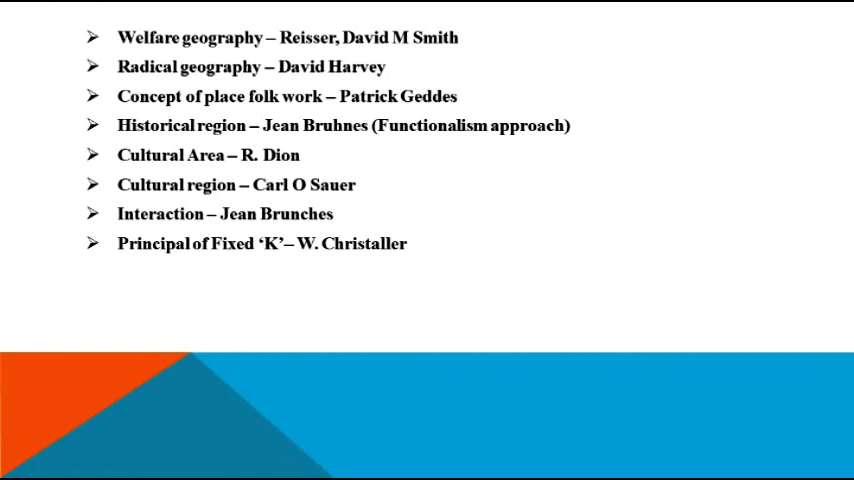 ➢ Welfare geography – Reisser, David M Smith
➢ Radical geography – David Harvey
➢ Concept of place folk work – Patrick Geddes
➢ Historical region – Jean Bruhnes (Functionalism approach)
➢ Cultural Area – R. Dion
➢ Cultural region – Carl O Sauer
➢ Interaction – Jean Brunches
➢ Principal of Fixed ‘K’– W. Christaller